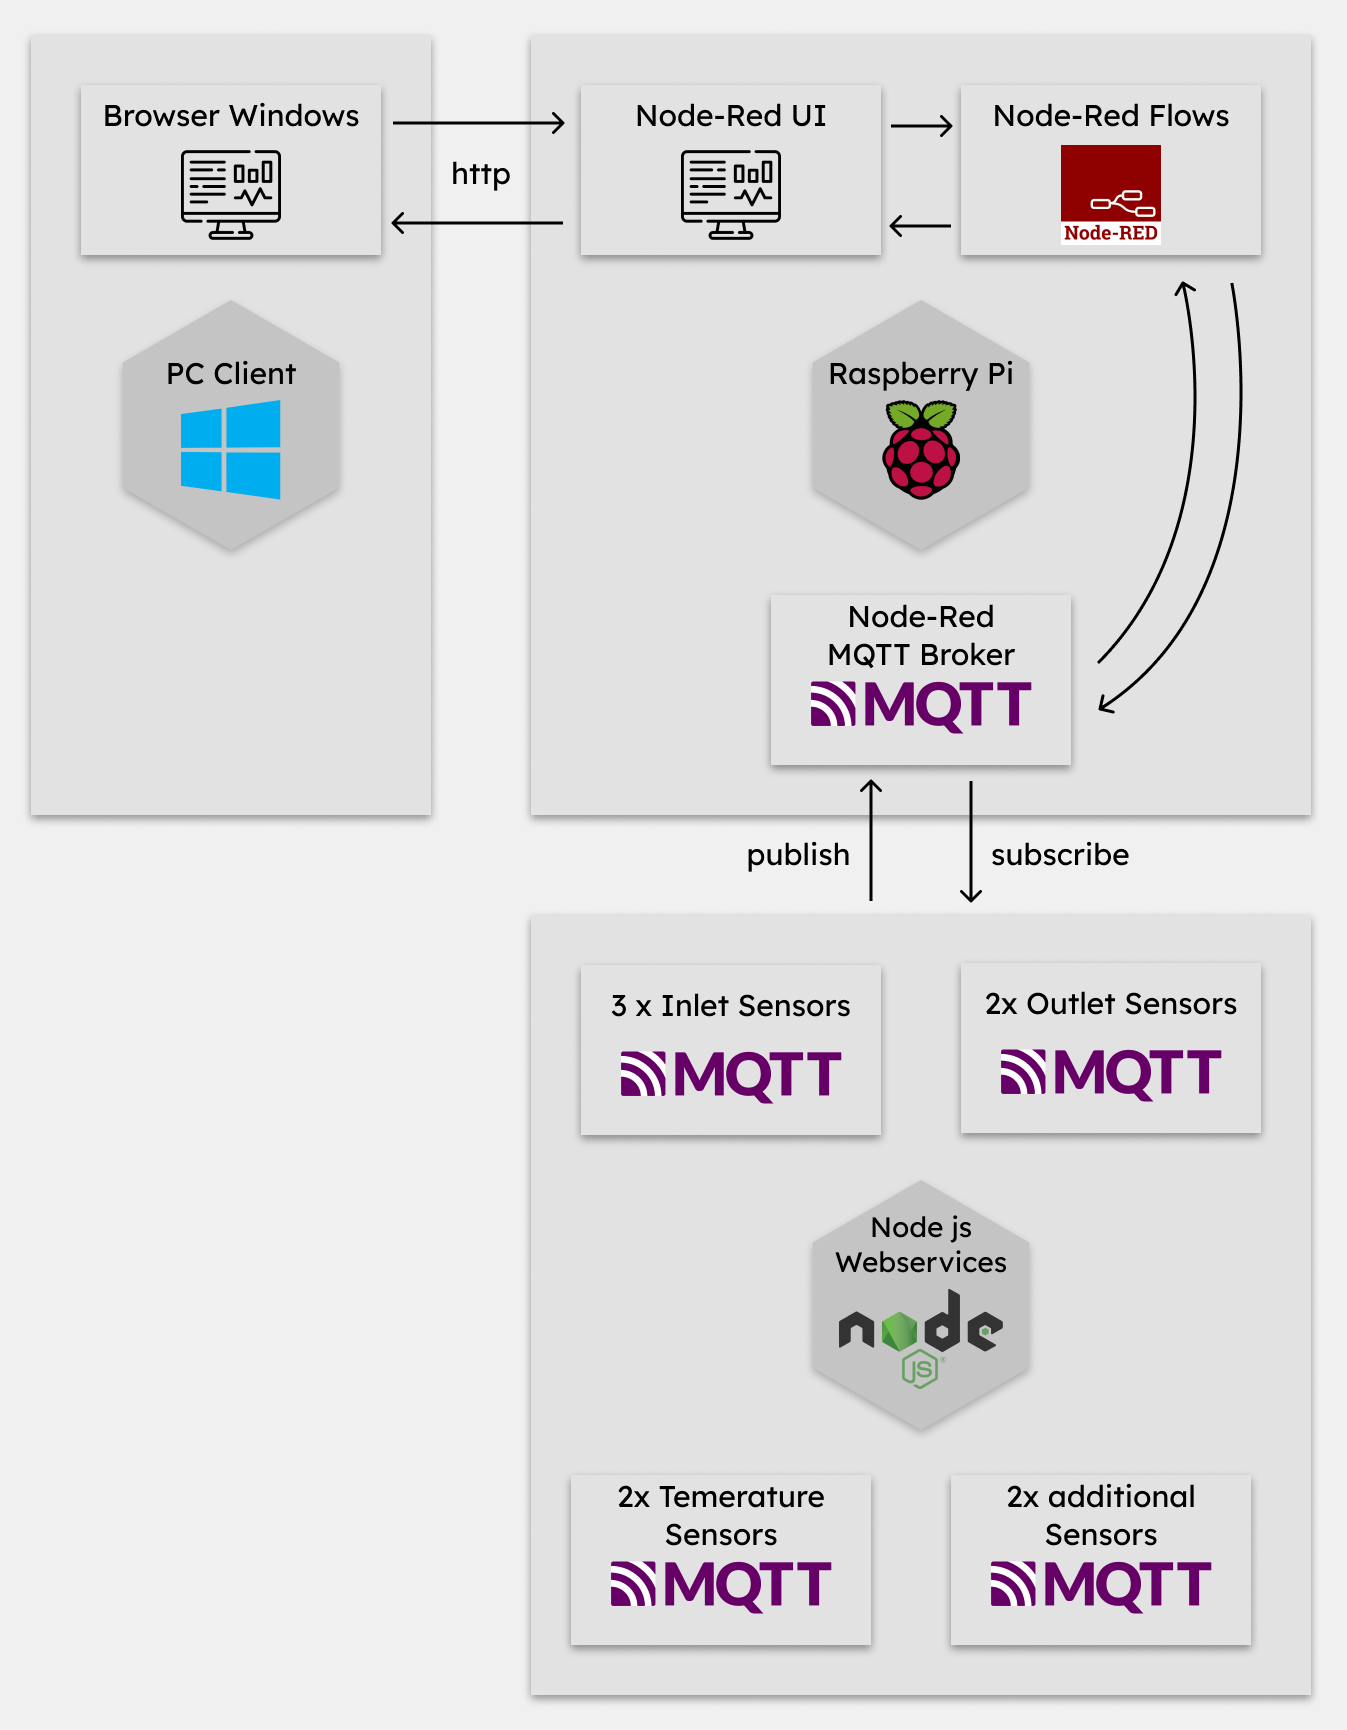 Browser Windows
http
Node-Red UI
Node-Red Flows
Node-RED
PC Client
Raspberry Pi
Node-Red
MQTT Broker
MQTT
publish
subscribe
3 x Inlet Sensors
MQTT
2x Outlet Sensors
MQTT
Node js
Webservices
node
JS
®
2x Temerature
Sensors
MQTT
2x additional
Sensors
MQTT